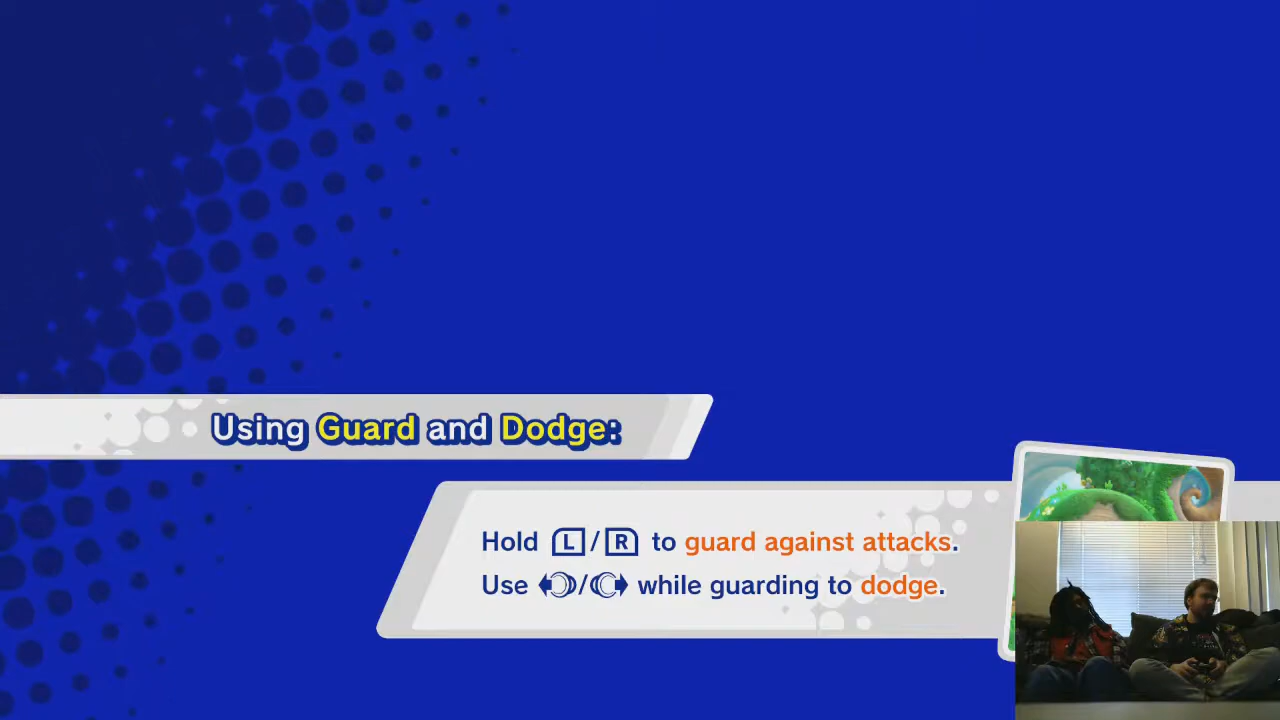 Using Guard and Dodge:
Hold L / R to guard against attacks.
Use / while guarding to dodge.